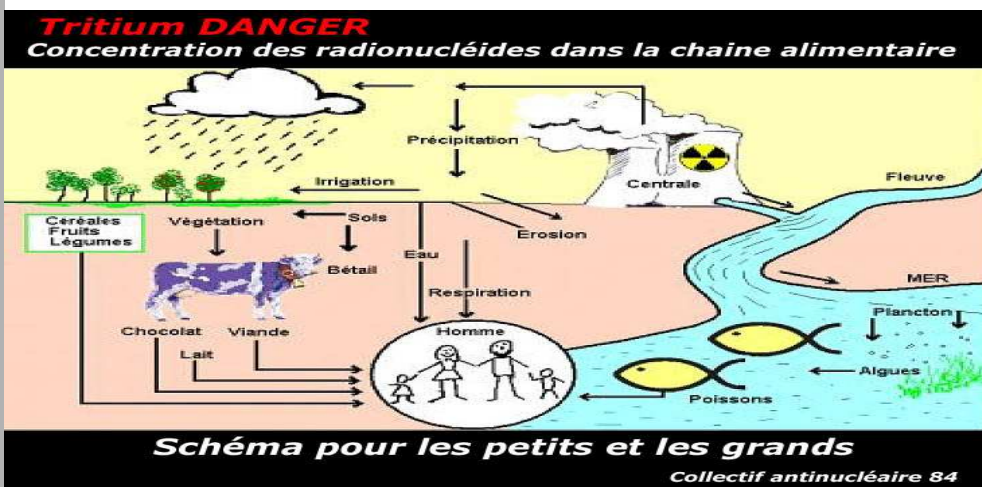 Tritium DANGER
Concentration des radionucléides dans la chaine alimentaire
Précipitation
Centrale
Fleuve
Irrigation
Céréales
Fruits
Légumes
Végétation
Sols
Erosion
Eau
Bétail
MER
Respiration
Plancton
Chocolat
Viande
Homme
Lait
Algues
Poissons
Schéma pour les petits et les grands
Collectif antinucléaire 84